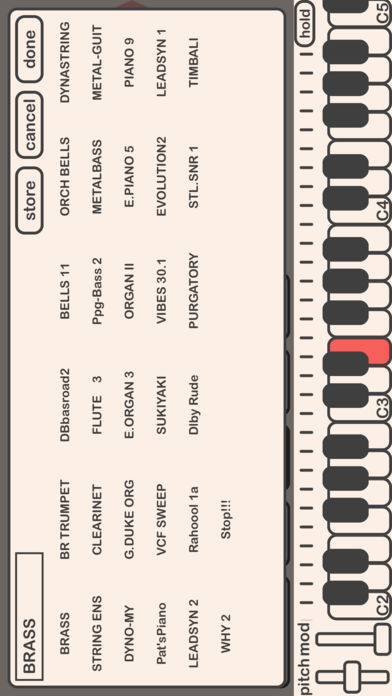 BRASS store cancel done
BRASS BR TRUMPET DBbasroad2 BELLS 11 ORCH BELLS DYNASTRING
STRING ENS CLEARINET FLUTE 3 Ppg-Bass 2 METALBASS METAL-GUIT
DYNO-MY G.DUKE ORG E.ORGAN 3 ORGAN II E.PIANO 5 PIANO 9
Pat'sPiano VCF SWEEP SUKIYAKI VIBES 30.1 EVOLUTION2 LEADSYN 1
LEADSYN 2 Rahoool 1a Dlby Rude PURGATORY STL.SNR 1 TIMBALI
WHY 2 Stop!!!
pitch mod hold
C2 C3 C4 C5